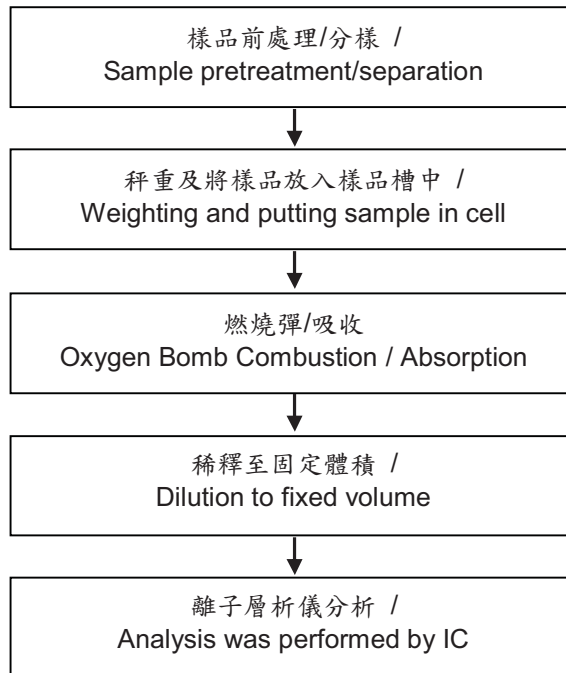 樣品前處理/分樣 /
Sample pretreatment/separation
秤重及將樣品放入樣品槽中 /
Weighting and putting sample in cell
燃燒彈/吸收
Oxygen Bomb Combustion / Absorption
稀釋至固定體積 /
Dilution to fixed volume
離子層析儀分析 /
Analysis was performed by IC